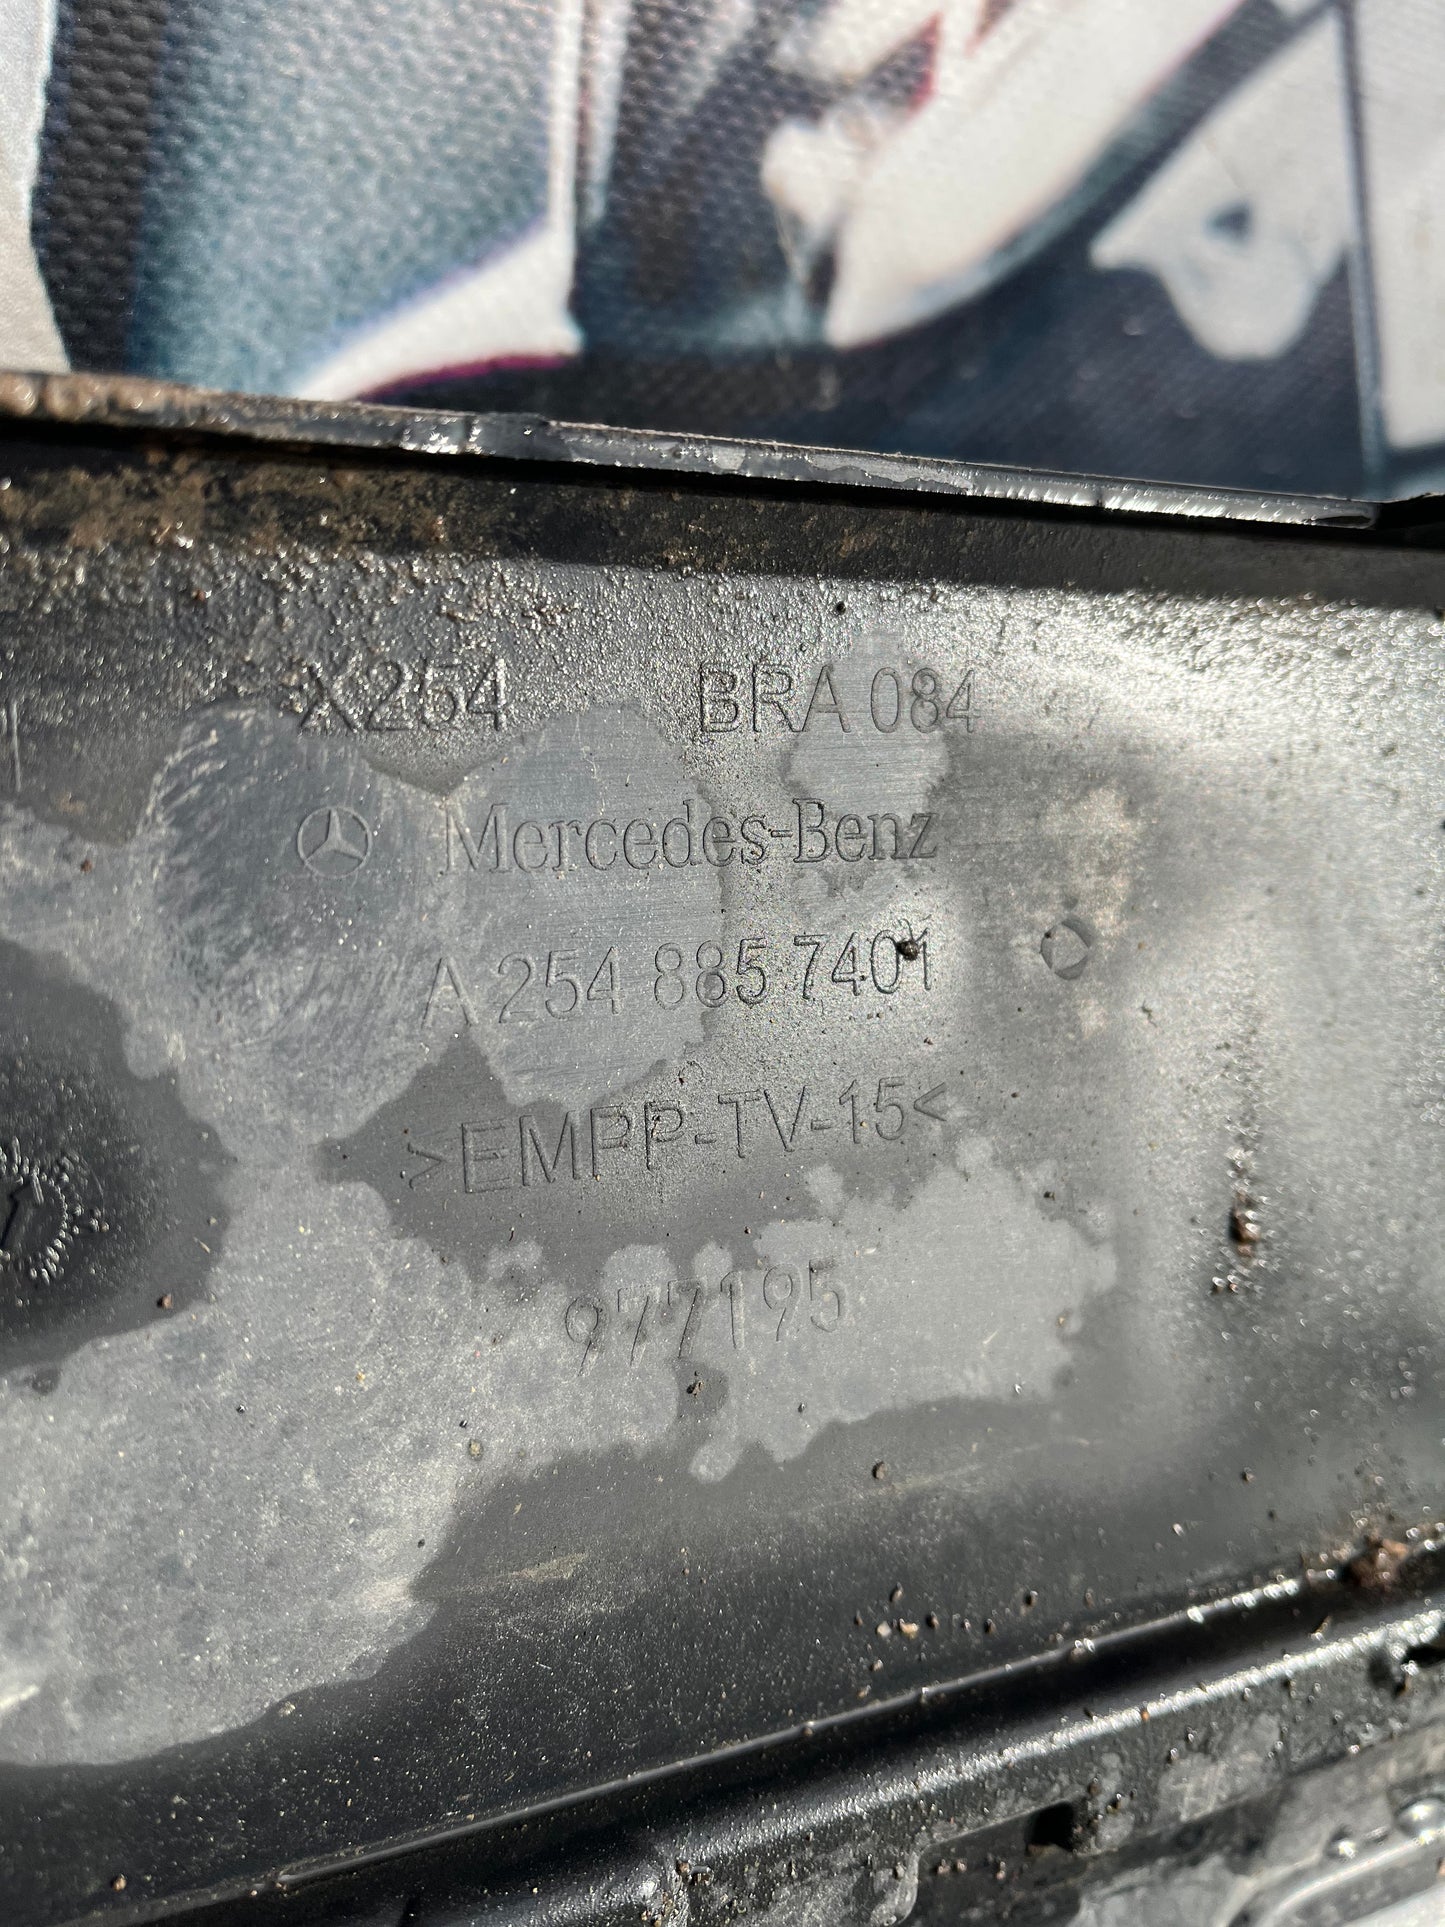 X254 BRA 084
Mercedes-Benz
A 254 885 7401
>EMPP-TV-15<
977195